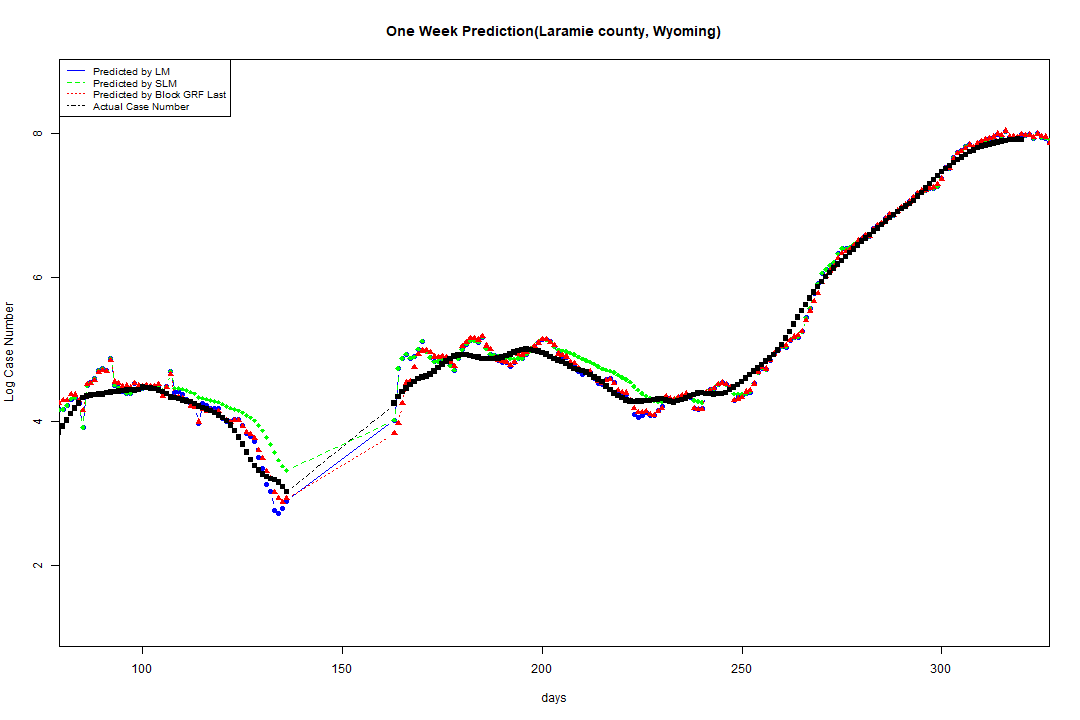 One Week Prediction(Laramie county, Wyoming)
Predicted by LM
Predicted by SLM
Predicted by Block GRF Last
Actual Case Number
8
6
4
2
Log Case Number
100 150 200 250 300
days